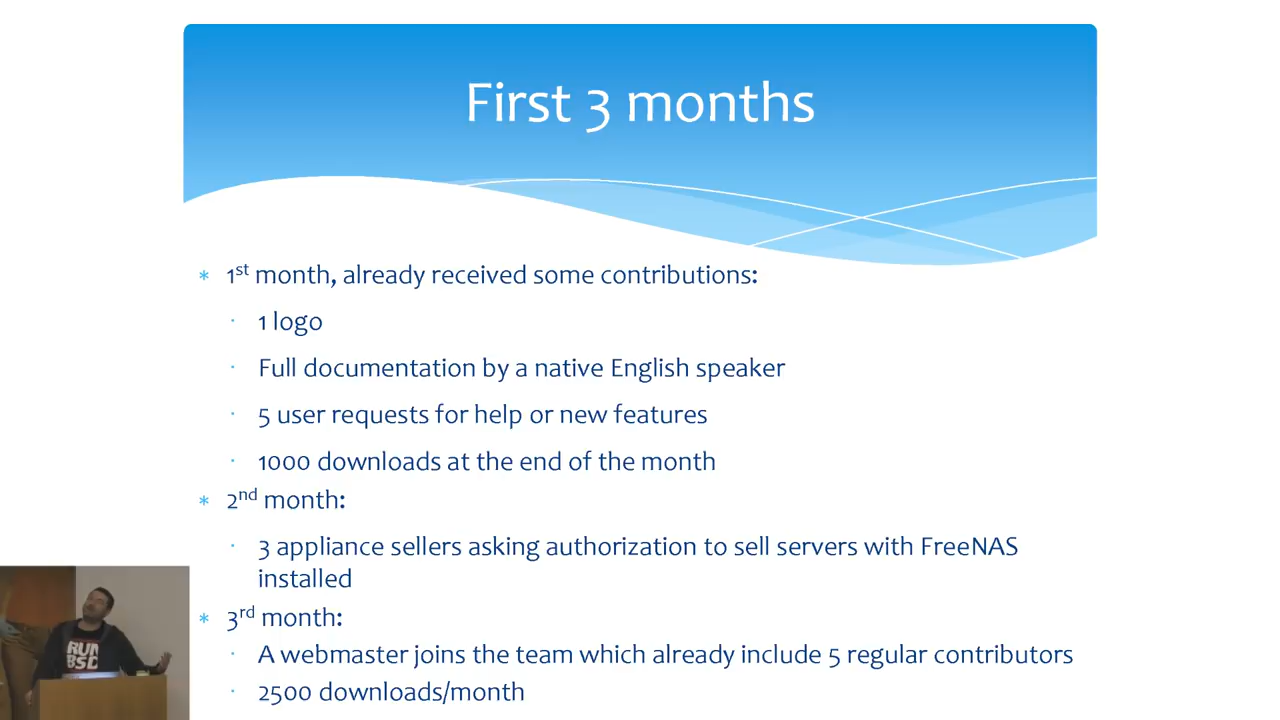 First 3 months
* 1st month, already received some contributions:
· 1 logo
· Full documentation by a native English speaker
· 5 user requests for help or new features
· 1000 downloads at the end of the month
* 2nd month:
· 3 appliance sellers asking authorization to sell servers with FreeNAS
installed
* 3rd month:
· A webmaster joins the team which already include 5 regular contributors
· 2500 downloads/month
RUN
BSD